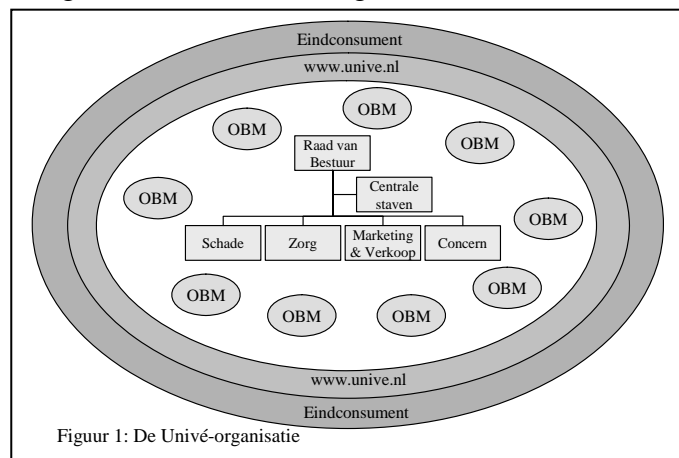 Eindconsument
www.unive.nl
OBM
OBM
OBM
Raad van
Bestuur
OBM
Centrale
staven
OBM
Schade
Zorg
Marketing
& Verkoop
Concern
OBM
OBM
OBM
OBM
www.unive.nl
Eindconsument
Figuur 1: De Univé-organisatie